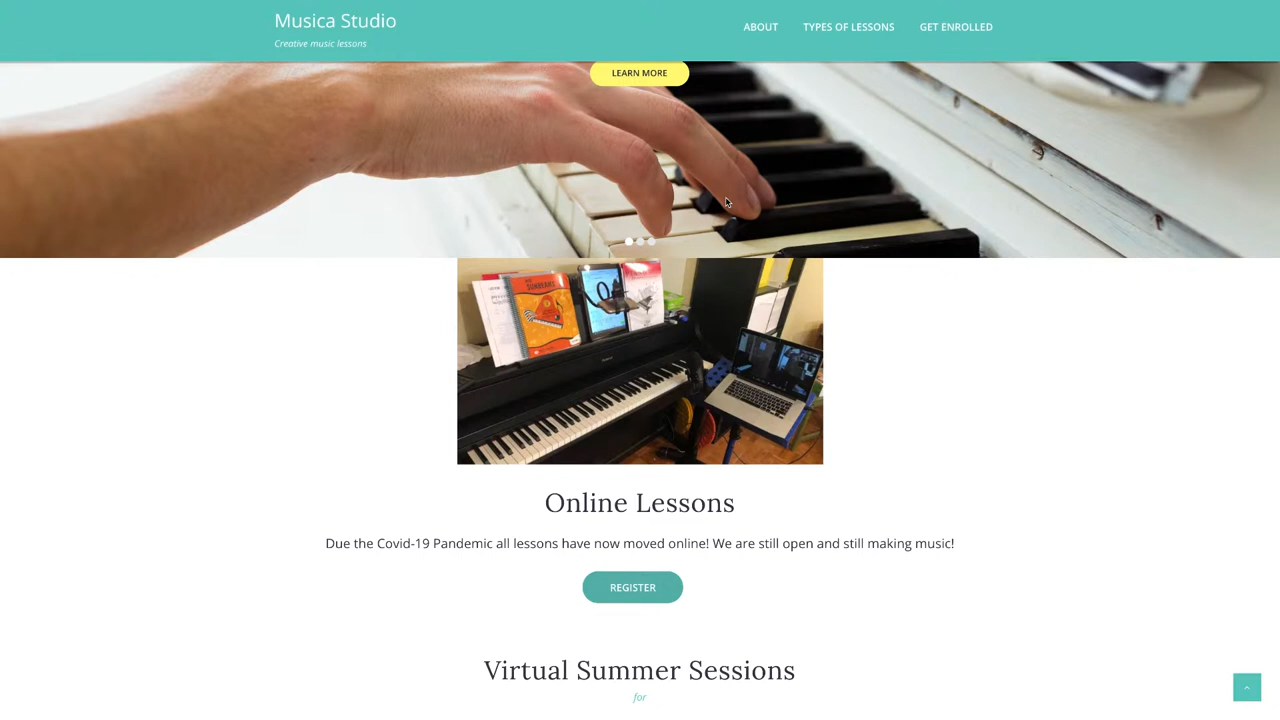 Musica Studio
Creative music lessons
ABOUT
TYPES OF LESSONS
GET ENROLLED
LEARN MORE
SUNBEAMS
Online Lessons
Due the Covid-19 Pandemic all lessons have now moved online! We are still open and still making music!
REGISTER
Virtual Summer Sessions
for